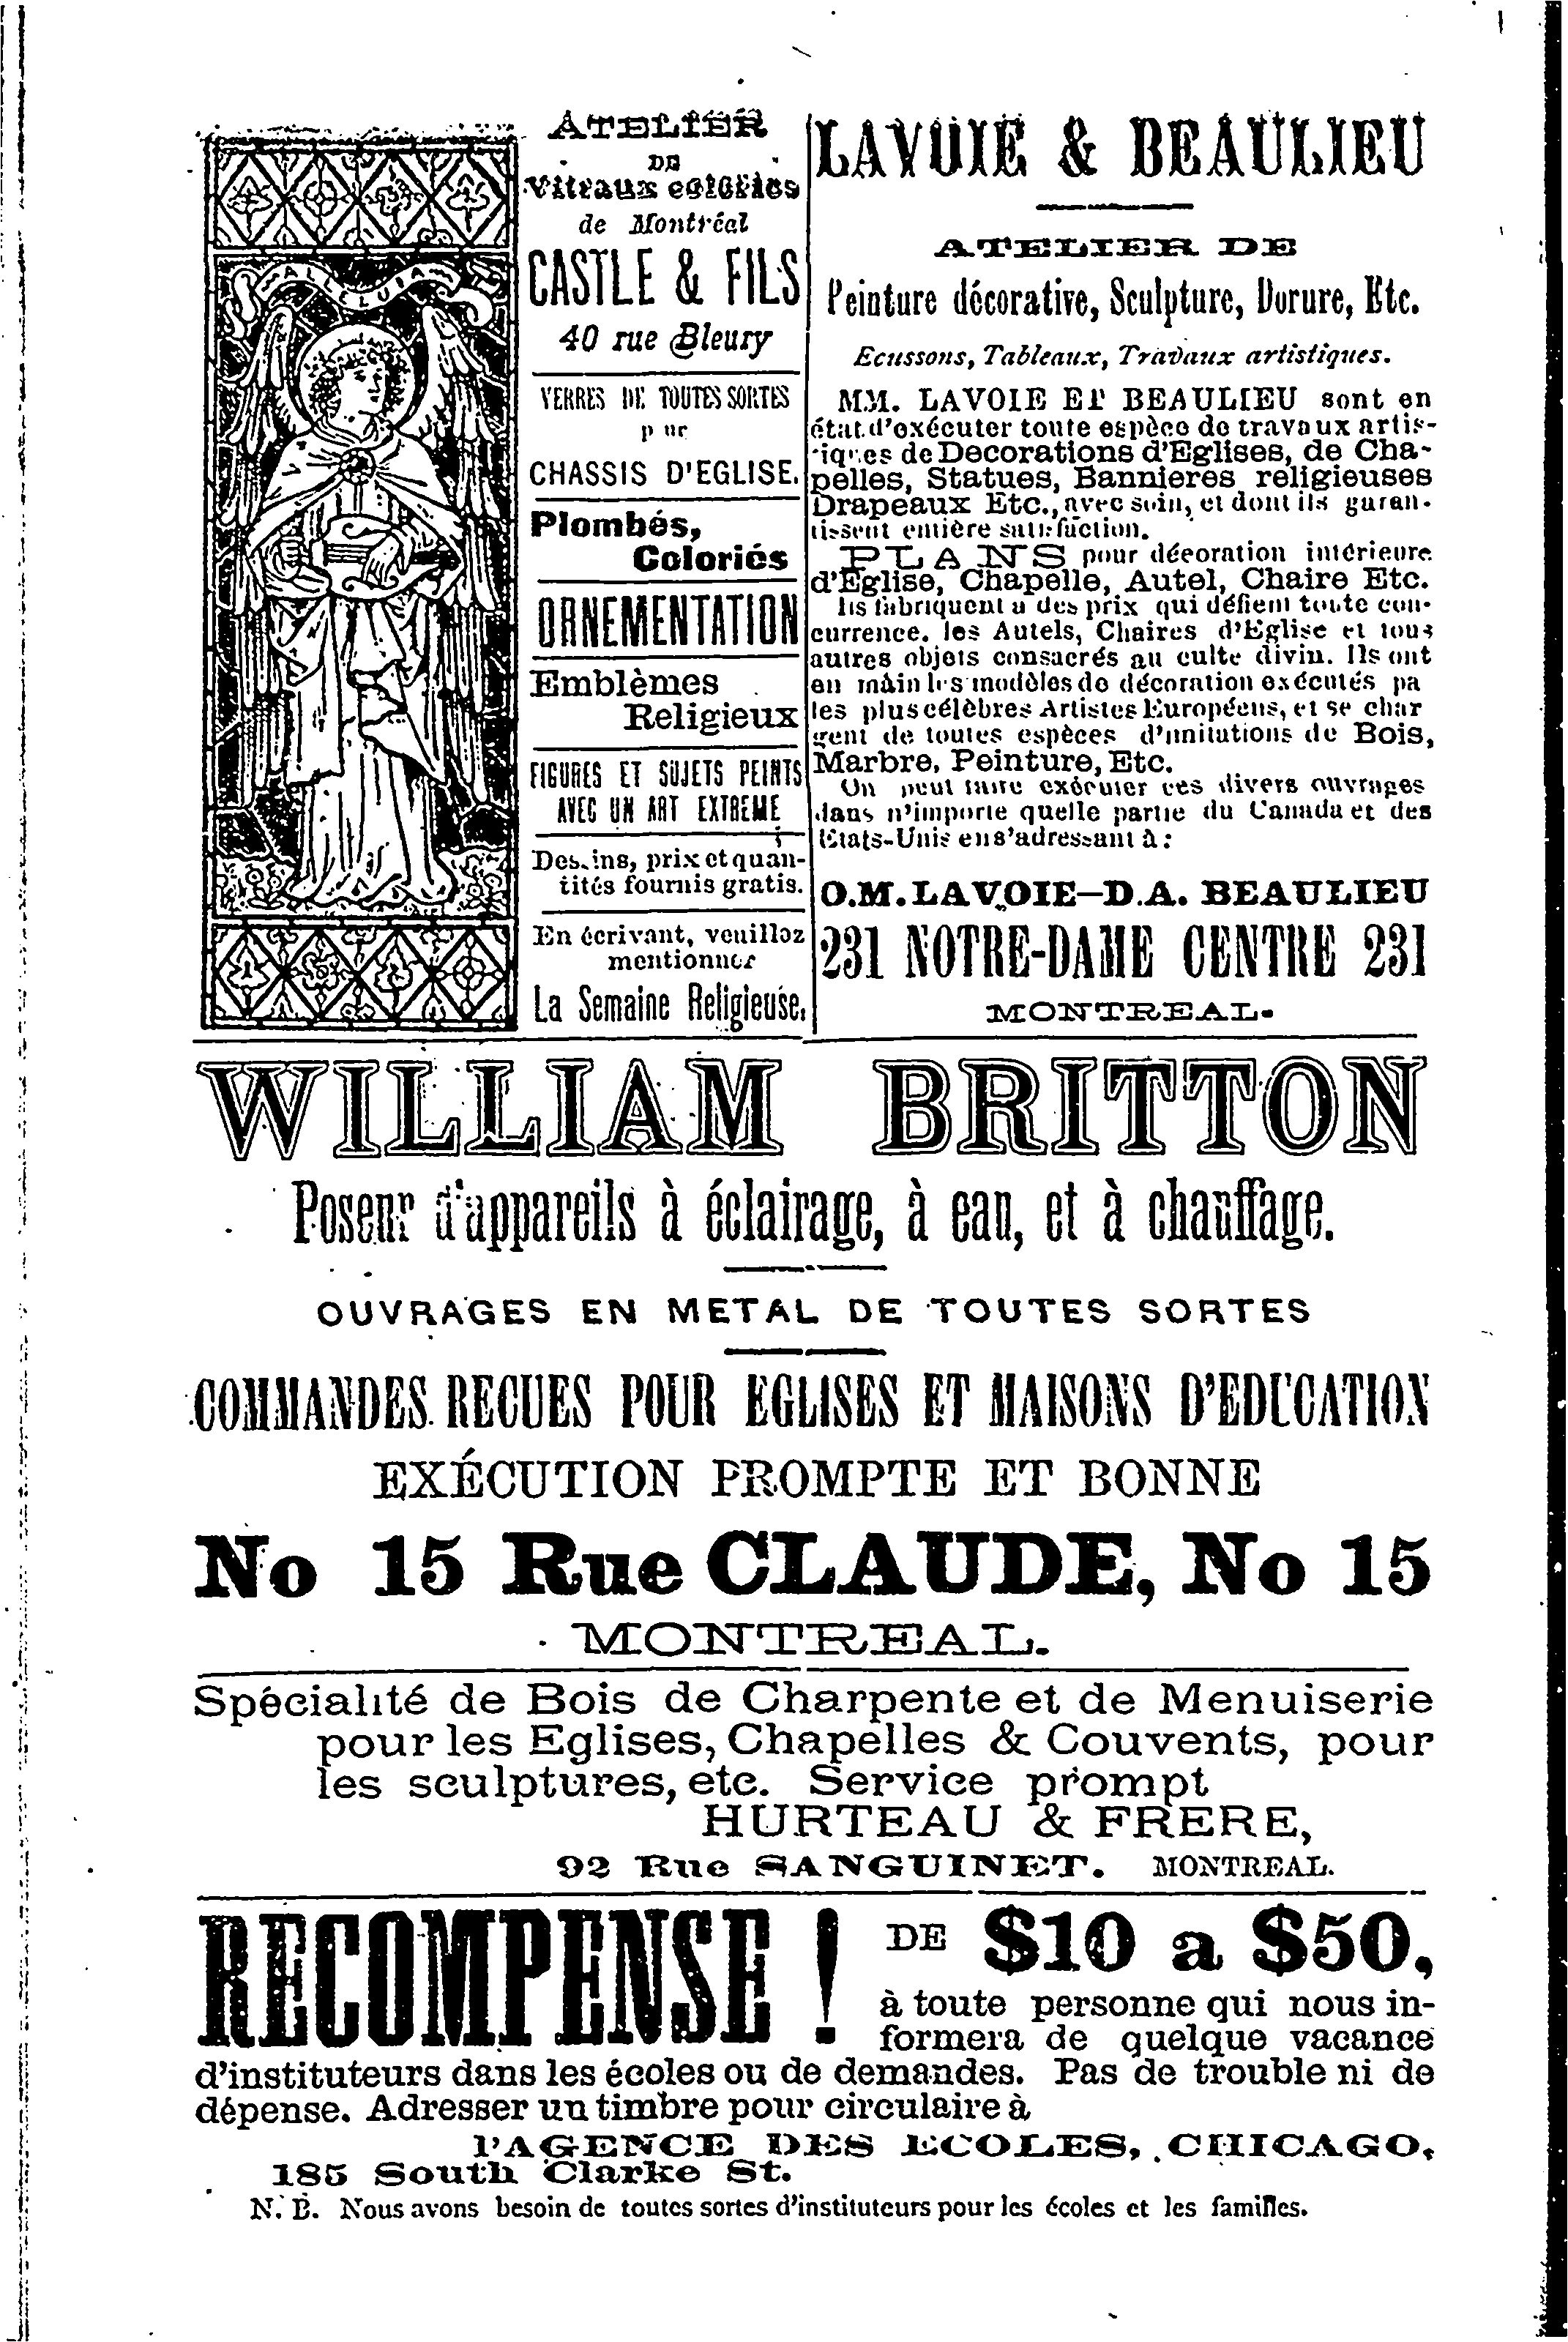 ALLELUIA
ATELIER
DE
Vitraux coloriés
de Montréal
CASTLE & FILS
40 rue Bleury
VERRES DE TOUTES SORTES
p ur
CHASSIS D'EGLISE.
Plombés,
Coloriés
ORNEMENTATION
Emblèmes
Religieux
FIGURES ET SUJETS PEINTS
AVEC UN ART EXTREME
Dessins, prix et quan-
tités fournis gratis.
En écrivant, veuillez
mentionner
La Semaine Religieuse.
LAVOIE & BEAULIEU
ATELIER DE
Peinture décorative, Sculpture, Dorure, Etc.
Ecussons, Tableaux, Travaux artistiques.
MM. LAVOIE ET BEAULIEU sont en
état d'exécuter toute espèce de travaux artis-
tiques de Decorations d'Eglises, de Cha-
pelles, Statues, Bannieres religieuses
Drapeaux Etc., avec soin, et dont ils garan-
tissent entière satisfaction.
PLANS pour décoration intérieure
d'Eglise, Chapelle, Autel, Chaire Etc.
Ils fabriquent a des prix qui défient toute con-
currence. les Autels, Chaires d'Eglise et tous
autres objets consacrés au culte divin. Ils ont
en main les modèles de décoration exécutés pa
les plus célèbres Artistes Européens, et se char
gent de toutes espèces d'imitations de Bois,
Marbre, Peinture, Etc.
On peut faire exécuter ces divers ouvrages
dans n'importe quelle partie du Canada et des
Etats-Unis en s'adressant à:
O.M. LAVOIE—D.A. BEAULIEU
231 NOTRE-DAME CENTRE 231
MONTREAL.
WILLIAM BRITTON
Poseur d'appareils à éclairage, à eau, et à chauffage.
OUVRAGES EN METAL DE TOUTES SORTES
COMMANDES RECUES POUR EGLISES ET MAISONS D'EDUCATION
EXÉCUTION PROMPTE ET BONNE
No 15 Rue CLAUDE, No 15
MONTREAL.
Spécialité de Bois de Charpente et de Menuiserie
pour les Eglises, Chapelles & Couvents, pour
les sculptures, etc. Service prompt
HURTEAU & FRERE,
92 Rue SANGUINET. MONTREAL.
RECOMPENSE ! DE $10 a $50,
à toute personne qui nous in-
formera de quelque vacance
d'instituteurs dans les écoles ou de demandes. Pas de trouble ni de
dépense. Adresser un timbre pour circulaire à
l'AGENCE DES ECOLES, CHICAGO,
185 South Clarke St.
N. B. Nous avons besoin de toutes sortes d'instituteurs pour les écoles et les familles.